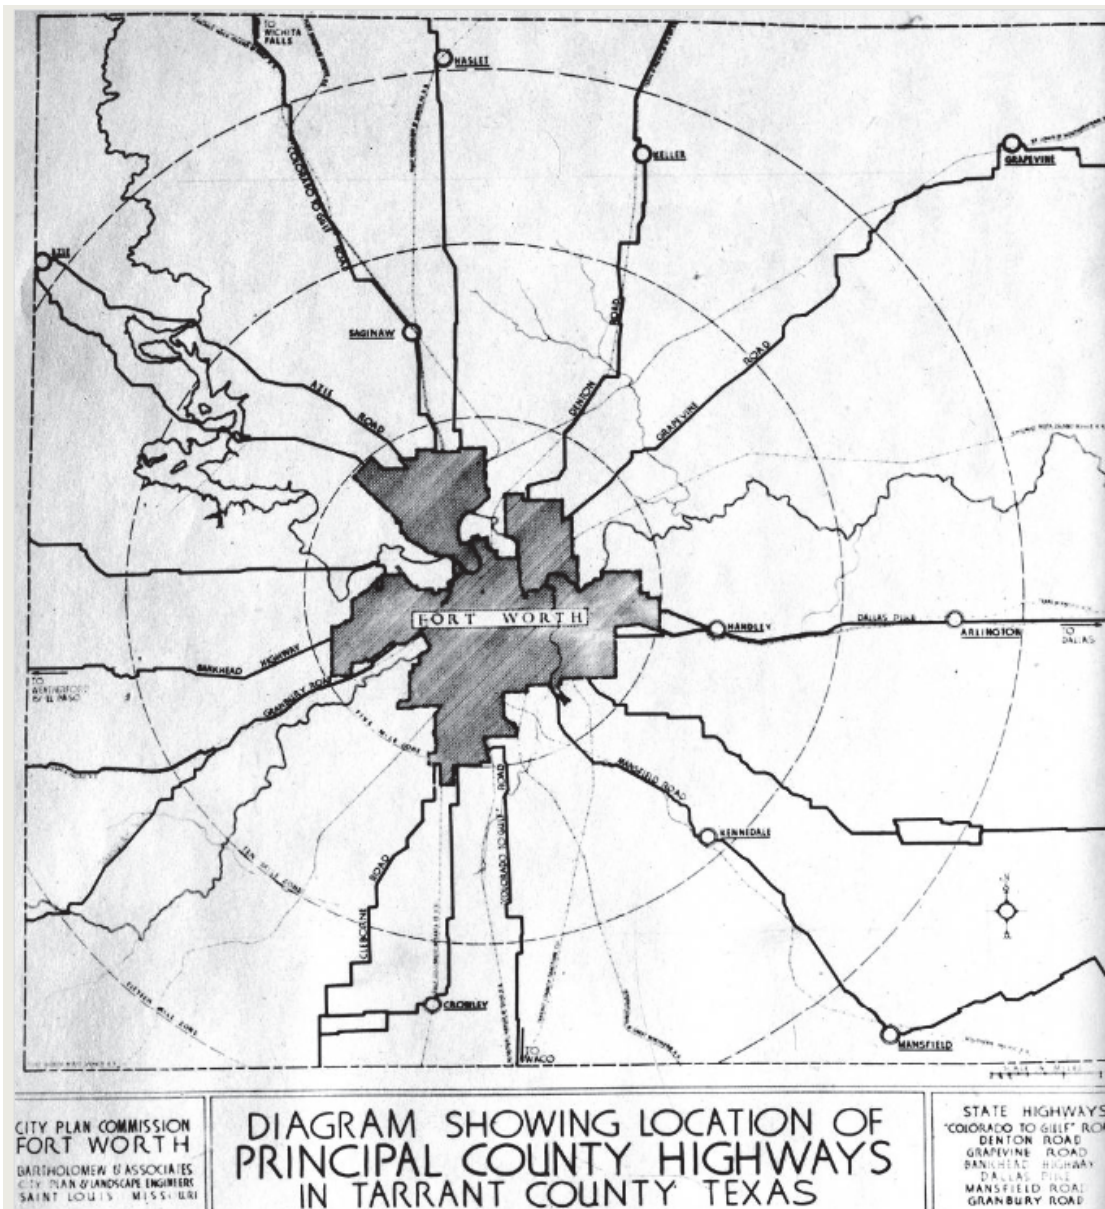 TO
WICHITA
FALLS
HASLET
KELLER
GRAPEVINE
"COLORADO TO GULF" ROAD
AZLE
SAGINAW
AZLE
ROAD
DENTON
ROAD
GRAPEVINE
ROAD
FORT WORTH
HANDLEY
DALLAS PIKE
ARLINGTON
TO
DALLAS
BANKHEAD
HIGHWAY
TO
WEATHERFORD
& EL PASO
GRANBURY ROAD
FIVE MILE ZONE
MANSFIELD ROAD
"COLORADO TO GULF" ROAD
KENNEDALE
TEN MILE ZONE
CLEBURNE
ROAD
FIFTEEN MILE ZONE
CROWLEY
TO
WACO
MANSFIELD
SCALE IN MILES
CITY PLAN COMMISSION
FORT WORTH
BARTHOLOMEW & ASSOCIATES
CITY PLAN & LANDSCAPE ENGINEERS
SAINT LOUIS MISSOURI
DIAGRAM SHOWING LOCATION OF
PRINCIPAL COUNTY HIGHWAYS
IN TARRANT COUNTY TEXAS
STATE HIGHWAYS
"COLORADO TO GULF" RO
DENTON ROAD
GRAPEVINE ROAD
BANKHEAD HIGHWAY
DALLAS PIKE
MANSFIELD ROAD
GRANBURY ROAD